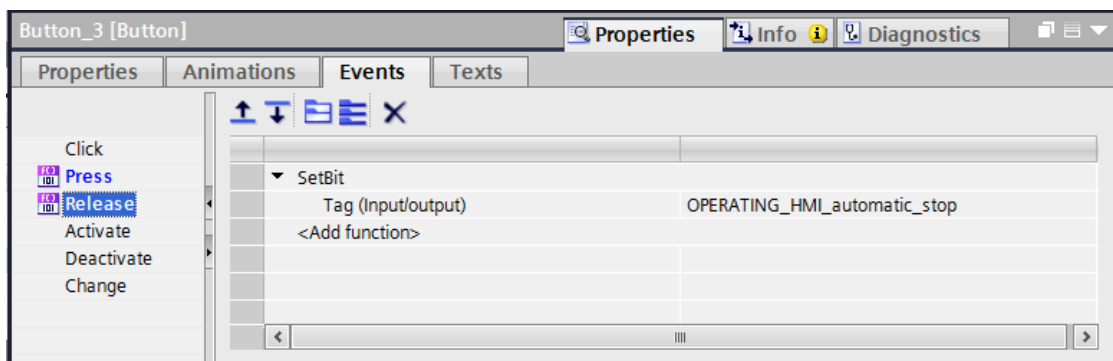 Button_3 [Button]
Properties Info Diagnostics
Properties Animations Events Texts
Click
Press
SetBit
Release
Tag (Input/output) OPERATING_HMI_automatic_stop
Activate
<Add function>
Deactivate
Change